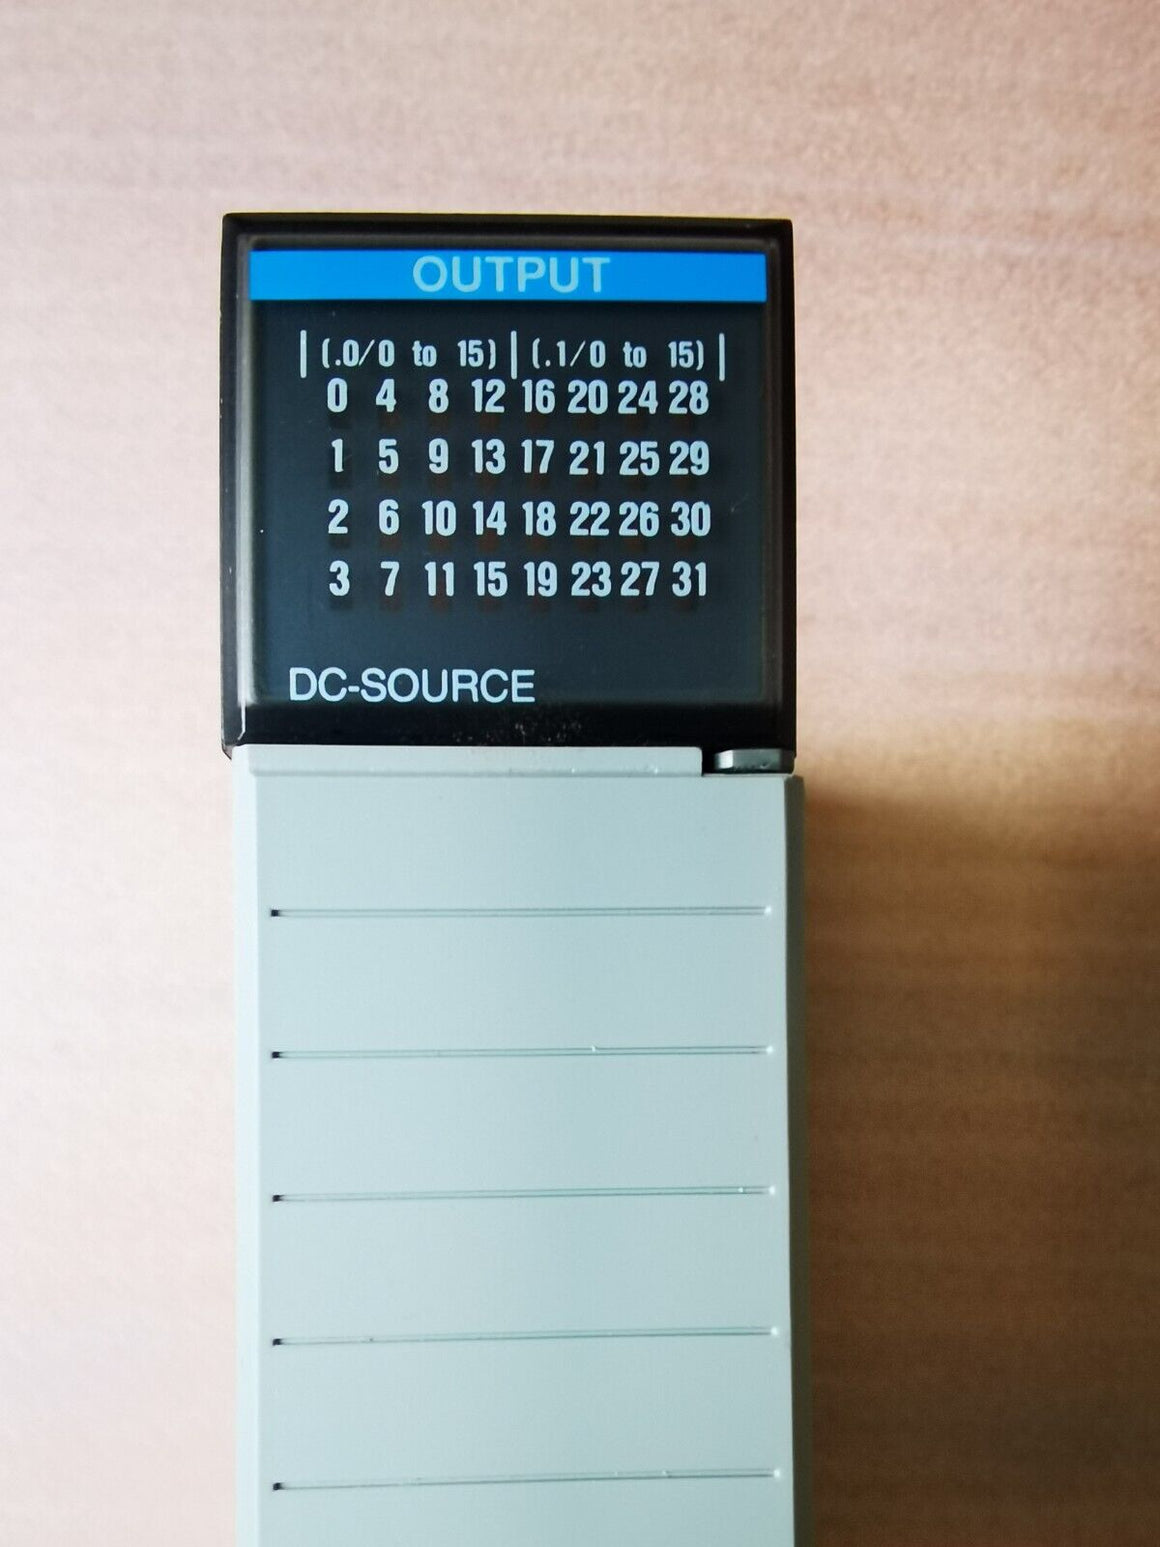 OUTPUT
|(.0/0 to 15)|(.1/0 to 15)|
0 4 8 12 16 20 24 28
1 5 9 13 17 21 25 29
2 6 10 14 18 22 26 30
3 7 11 15 19 23 27 31
DC-SOURCE